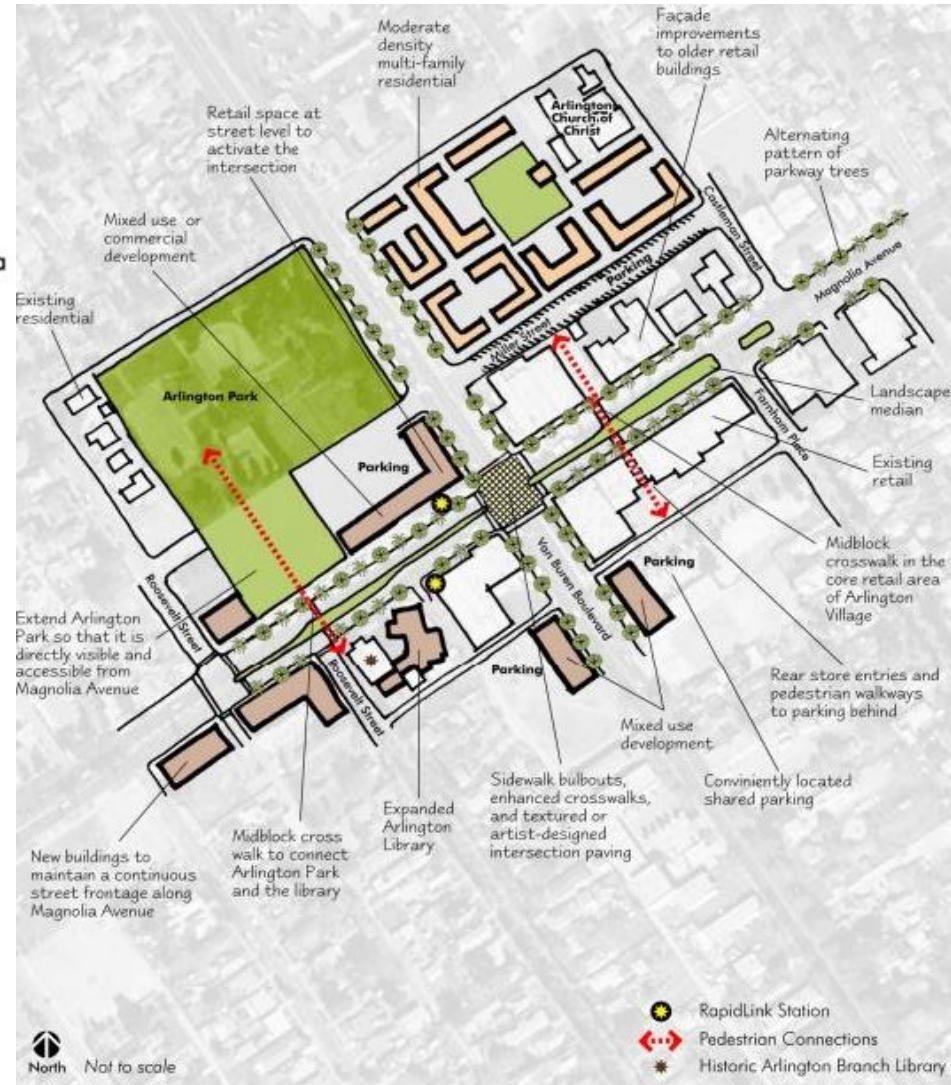 Façade
improvements
to older retail
buildings
Moderate
density
multi-family
residential
Retail space at
street level to
activate the
intersection
Arlington
Church of
Christ
Alternating
pattern of
parkway trees
Mixed use or
commercial
development
Castleman Street
Magnolia Avenue
Parking
Miller Street
Existing
residential
Arlington Park
Parking
Landscape
median
Farnham Place
Existing
retail
Van Buren Boulevard
Parking
Midblock
crosswalk in the
core retail area
of Arlington
Village
Roosevelt Street
Extend Arlington
Park so that it is
directly visible and
accessible from
Magnolia Avenue
Roosevelt Street
Parking
Rear store entries and
pedestrian walkways
to parking behind
Mixed use
development
Conviniently located
shared parking
Sidewalk bulbouts,
enhanced crosswalks,
and textured or
artist-designed
intersection paving
Expanded
Arlington
Library
Midblock cross
walk to connect
Arlington Park
and the library
New buildings to
maintain a continuous
street frontage along
Magnolia Avenue
RapidLink Station
Pedestrian Connections
Historic Arlington Branch Library
North Not to scale